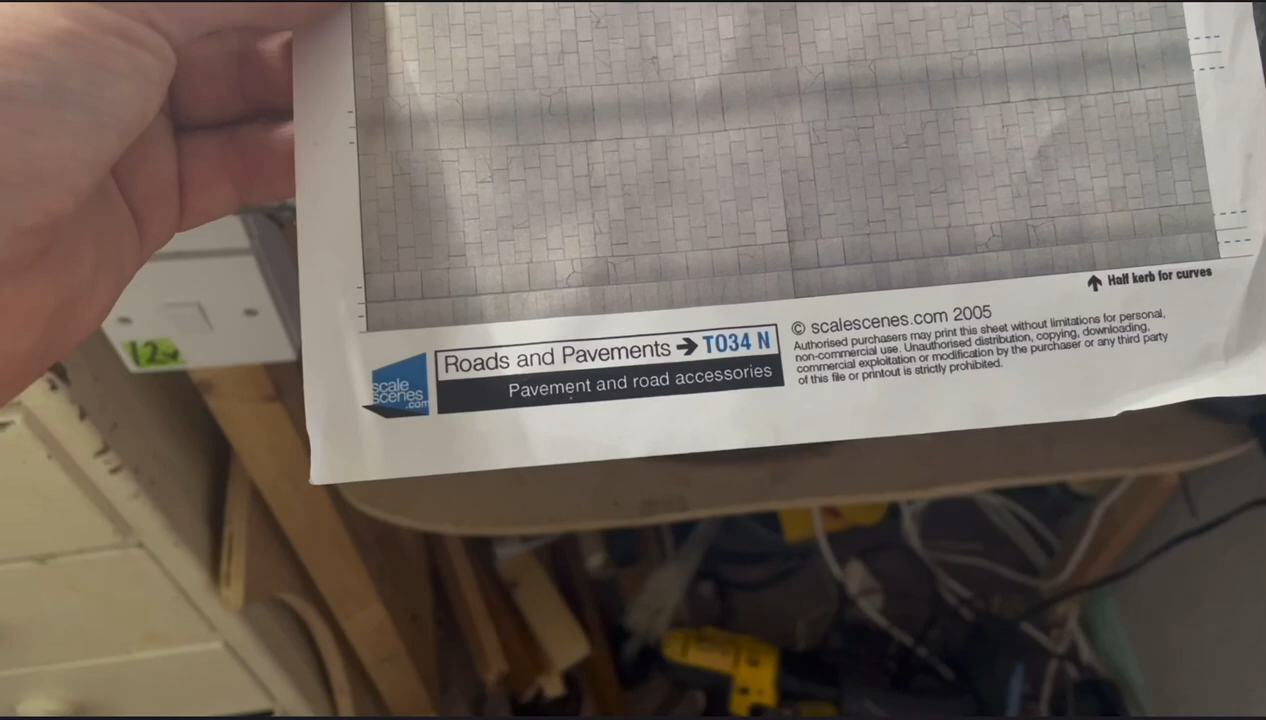 12v
Half kerb for curves
scale
scenes
.com
Roads and Pavements → T034 N
Pavement and road accessories
© scalescenes.com 2005
Authorised purchasers may print this sheet without limitations for personal,
non-commercial use. Unauthorised distribution, copying, downloading,
commercial exploitation or modification by the purchaser or any third party
of this file or printout is strictly prohibited.